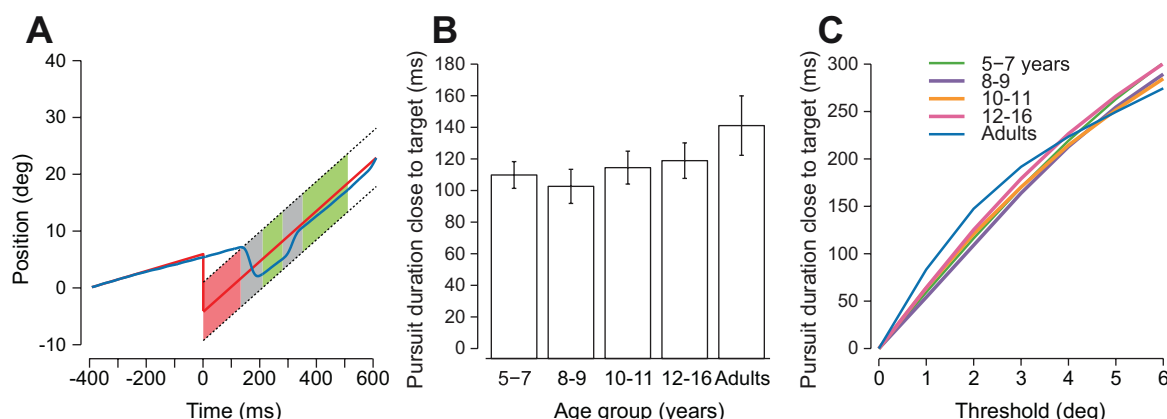 A
Position (deg)
40
30
20
10
0
-10
-400 -200 0 200 400 600
Time (ms)
B
Pursuit duration close to target (ms)
180
160
140
120
100
80
60
40
20
0
5−7 8-9 10-11 12-16 Adults
Age group (years)
C
Pursuit duration close to target (ms)
300
250
200
150
100
50
0
5−7 years
8-9
10-11
12-16
Adults
0 1 2 3 4 5 6
Threshold (deg)